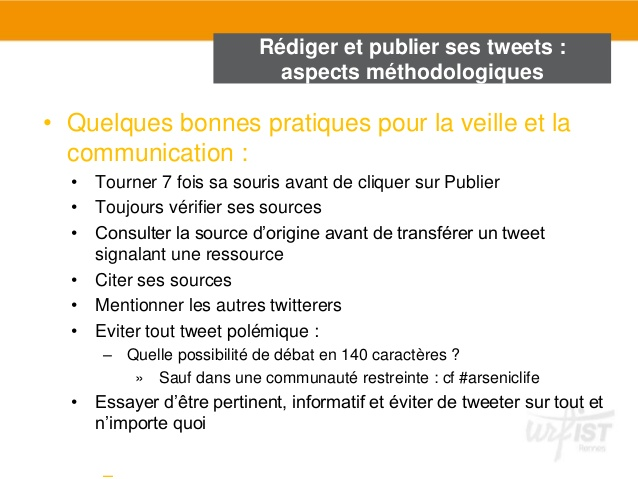 Rédiger et publier ses tweets :
aspects méthodologiques
• Quelques bonnes pratiques pour la veille et la
communication :
• Tourner 7 fois sa souris avant de cliquer sur Publier
• Toujours vérifier ses sources
• Consulter la source d’origine avant de transférer un tweet
signalant une ressource
• Citer ses sources
• Mentionner les autres twitterers
• Eviter tout tweet polémique :
– Quelle possibilité de débat en 140 caractères ?
» Sauf dans une communauté restreinte : cf #arseniclife
• Essayer d’être pertinent, informatif et éviter de tweeter sur tout et
n’importe quoi
urfIST
Rennes
–